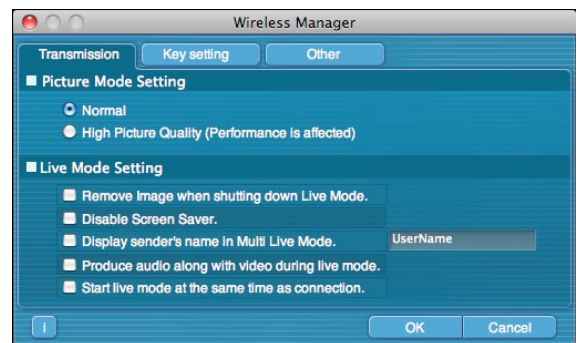 Wireless Manager
Transmission Key setting Other
Picture Mode Setting
Normal
High Picture Quality (Performance is affected)
Live Mode Setting
Remove Image when shutting down Live Mode.
Disable Screen Saver.
Display sender's name in Multi Live Mode. UserName
Produce audio along with video during live mode.
Start live mode at the same time as connection.
i OK Cancel